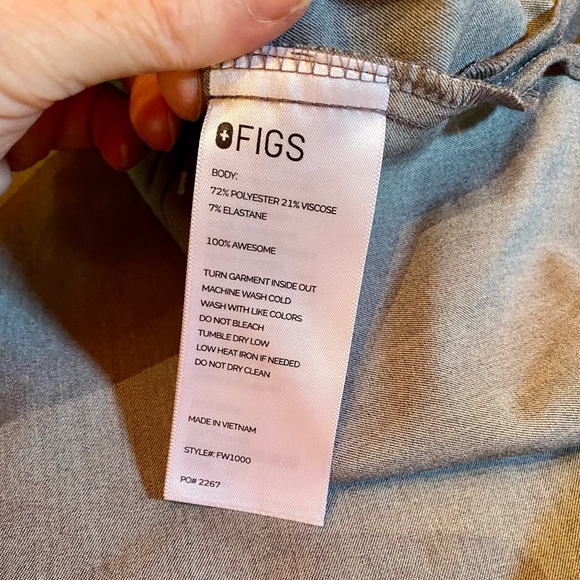 FIGS
BODY:
72% POLYESTER 21% VISCOSE
7% ELASTANE
100% AWESOME
TURN GARMENT INSIDE OUT
MACHINE WASH COLD
WASH WITH LIKE COLORS
DO NOT BLEACH
TUMBLE DRY LOW
LOW HEAT IRON IF NEEDED
DO NOT DRY CLEAN
MADE IN VIETNAM
STYLE#: FW1000
PO# 2267